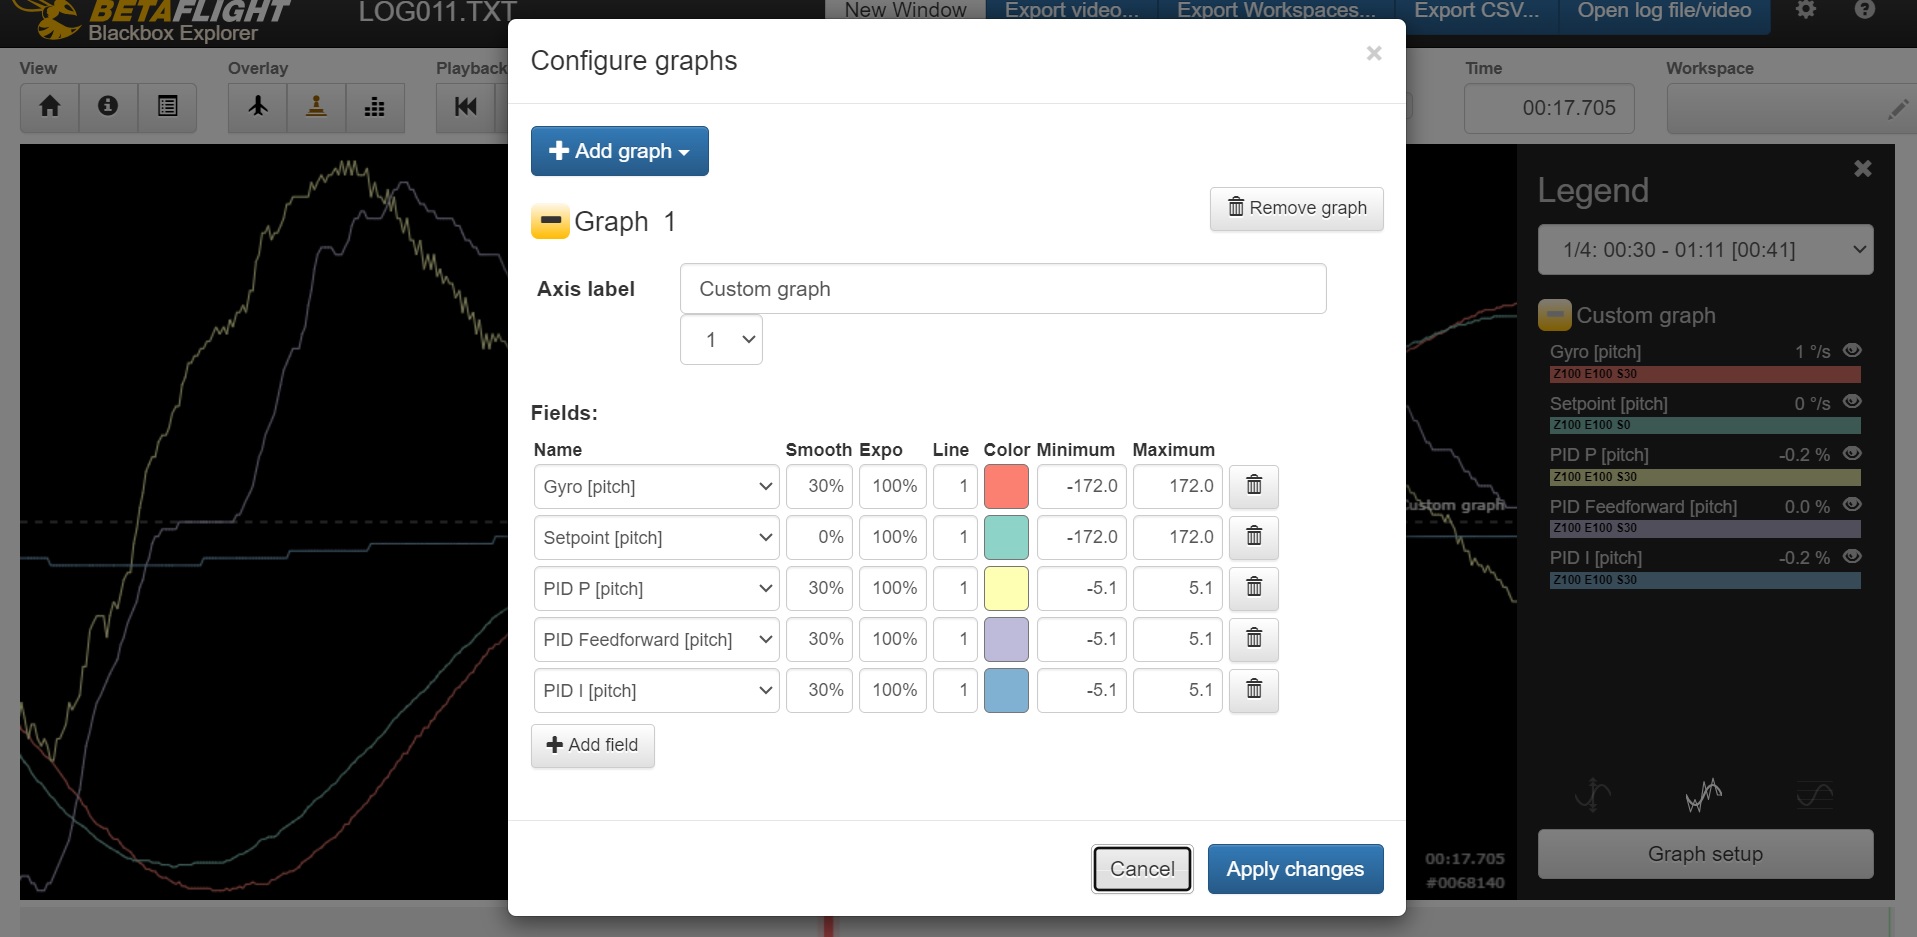 BETAFLIGHT
Blackbox Explorer
LOG011.TXT
New Window
Export video...
Export Workspaces...
Export CSV...
Open log file/video
View
Overlay
Playback
Time
Workspace
00:17.705
Configure graphs
×
Add graph
Graph 1
Remove graph
Axis label
Custom graph
1
Fields:
Name Smooth Expo Line Color Minimum Maximum
Gyro [pitch] 30% 100% 1 -172.0 172.0
Setpoint [pitch] 0% 100% 1 -172.0 172.0
PID P [pitch] 30% 100% 1 -5.1 5.1
PID Feedforward [pitch] 30% 100% 1 -5.1 5.1
PID I [pitch] 30% 100% 1 -5.1 5.1
Add field
Cancel
Apply changes
Legend
1/4: 00:30 - 01:11 [00:41]
Custom graph
Gyro [pitch] 1 °/s
Z100 E100 S30
Setpoint [pitch] 0 °/s
Z100 E100 S0
PID P [pitch] -0.2 %
Z100 E100 S30
PID Feedforward [pitch] 0.0 %
Z100 E100 S30
PID I [pitch] -0.2 %
Z100 E100 S30
Custom graph
00:17.705
#0068140
Graph setup